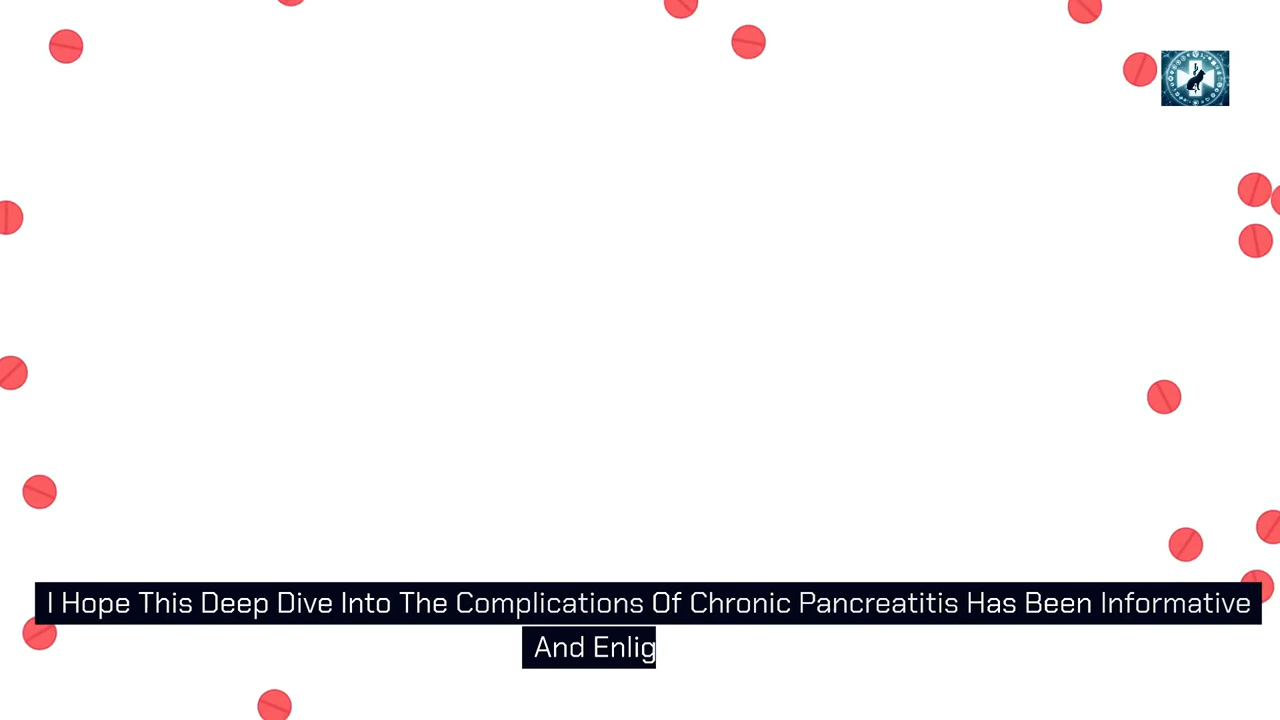 I Hope This Deep Dive Into The Complications Of Chronic Pancreatitis Has Been Informative
And Enlig